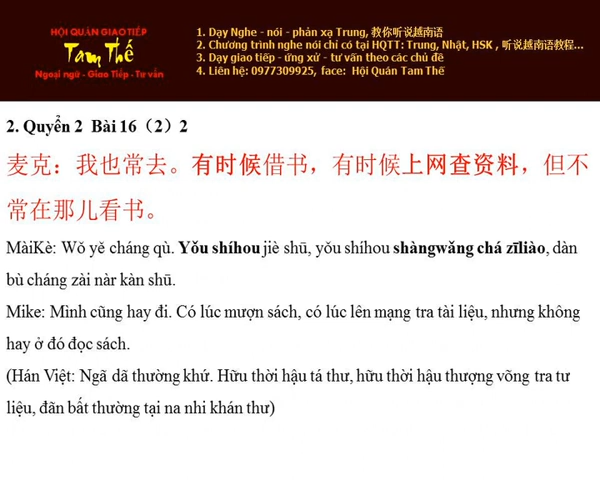 HỘI QUÁN GIAO TIẾP
Tam Thế
Ngoại ngữ - Giao Tiếp - Tư vấn
1. Dạy Nghe - nói - phản xạ Trung, 教你听说越南语
2. Chương trình nghe nói chỉ có tại HQTT: Trung, Nhật, HSK , 听说越南语教程...
3. Dạy giao tiếp - ứng xử - tư vấn theo các chủ đề
4. Liên hệ: 0977309925, face: Hội Quán Tam Thế
2. Quyển 2 Bài 16（2）2
麦克：我也常去。有时候借书，有时候上网查资料，但不
常在那儿看书。
MàiKè: Wǒ yě cháng qù. Yǒu shíhou jiè shū, yǒu shíhou shàngwǎng chá zīliào, dàn
bù cháng zài nàr kàn shū.
Mike: Mình cũng hay đi. Có lúc mượn sách, có lúc lên mạng tra tài liệu, nhưng không
hay ở đó đọc sách.
(Hán Việt: Ngã dã thường khứ. Hữu thời hậu tá thư, hữu thời hậu thượng võng tra tư
liệu, đãn bất thường tại na nhi khán thư)